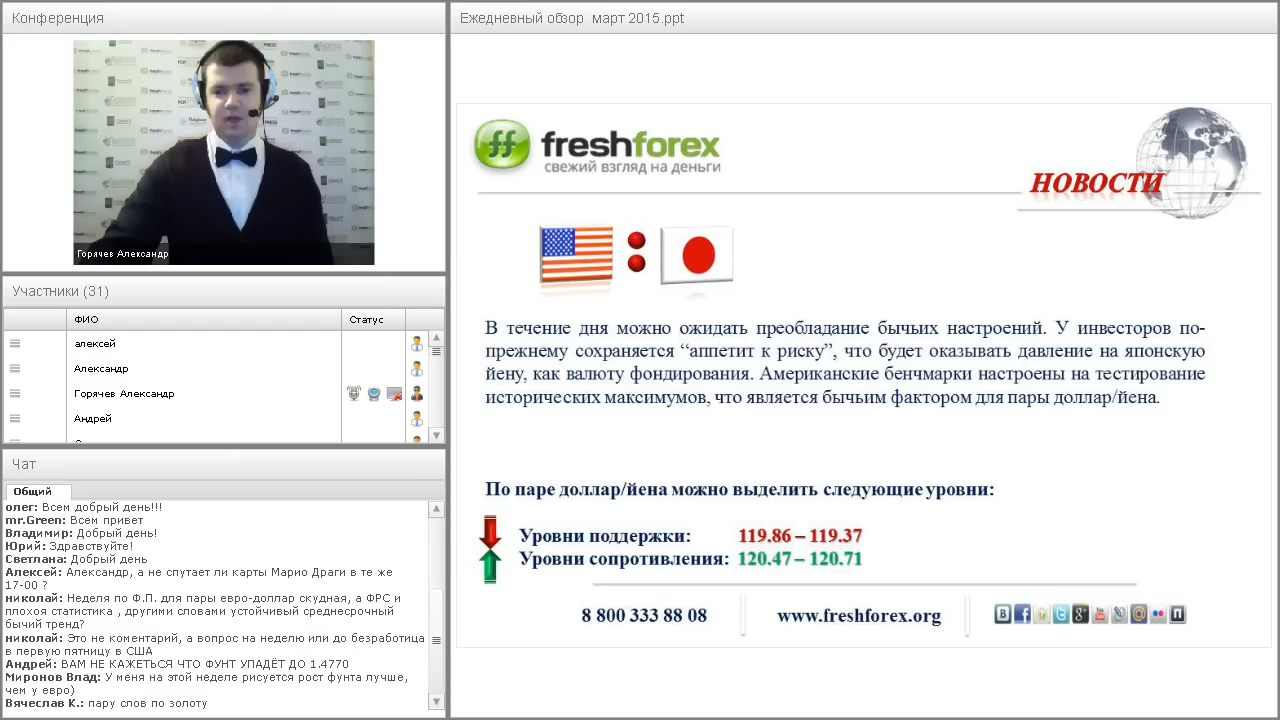 Конференция
Горячев Александр
Участники (31)
ФИО Статус
алексей
Александр
Горячев Александр
Андрей
Чат
Общий
олег: Всем добрый день!!!
mr.Green: Всем привет
Владимир: Добрый день!
Юрий: Здравствуйте!
Светлана: Добрый день
Алексей: Александр, а не спутает ли карты Марио Драги в те же
17-00 ?
николай: Неделя по Ф.П. для пары евро-доллар скудная, а ФРС и
плохоя статистика , другими словами устойчивый среднесрочный
бычий тренд?
николай: Это не коментарий, а вопрос на неделю или до безработица
в первую пятницу в США
Андрей: ВАМ НЕ КАЖЕТЬСЯ ЧТО ФУНТ УПАДЁТ ДО 1.4770
Миронов Влад: У меня на этой неделе рисуется рост фунта лучше,
чем у евро)
Вячеслав К.: пару слов по золоту
Ежедневный обзор март 2015.ppt
ff freshforex
свежий взгляд на деньги
НОВОСТИ
В течение дня можно ожидать преобладание бычьих настроений. У инвесторов по-
прежнему сохраняется “аппетит к риску”, что будет оказывать давление на японскую
йену, как валюту фондирования. Американские бенчмарки настроены на тестирование
исторических максимумов, что является бычьим фактором для пары доллар/йена.
По паре доллар/йена можно выделить следующие уровни:
Уровни поддержки: 119.86 – 119.37
Уровни сопротивления: 120.47 – 120.71
8 800 333 88 08 www.freshforex.org